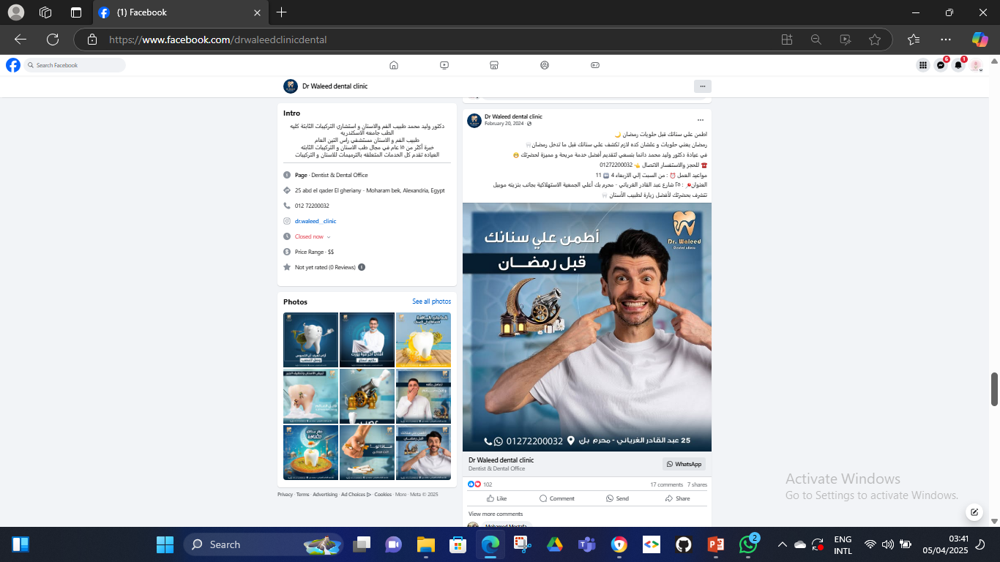 (1) Facebook
https://www.facebook.com/drwaleedclinicdental
Search Facebook
6
1
Dr Waleed dental clinic
Intro
دكتور وليد محمد طبيب الفم والاسنان و استشاري التركيبات الثابتة كليه
الطب جامعه الاسكندريه
طبيب الفم و الاسنان مستشفي راس التين العام
خبرة أكثر من ١٥ عام في مجال طب الاسنان و التركيبات الثابته
العياده تقدم كل الخدمات المتعلقه بالترميمات للاسنان و التركيبات
Page · Dentist & Dental Office
25 abd el qader El gheriany - Moharam bek, Alexandria, Egypt
012 72200032
dr.waleed_clinic
Closed now
Price Range · $$
Not yet rated (0 Reviews)
Photos
See all photos
Privacy · Terms · Advertising · Ad Choices · Cookies · More · Meta © 2025
Dr Waleed dental clinic
February 20, 2024
اطمن علي سنانك قبل حلويات رمضان 🌙
رمضان يعني حلويات و علشان كده لازم تكشف علي سنانك قبل ما تدخل رمضان🦷
في عيادة دكتور وليد محمد دائما بنسعي لتقديم أفضل خدمة مريحة و مميزة لحضرتك 😁
☎️ للحجز والاستفسار الاتصال 👈 01272200032
مواعيد العمل ⏰ : من السبت إلي الاربعاء 4 ➡️ 11
العنوان📌 : ٢٥ شارع عبد القادر الغرياني - محرم بك أعلي الجمعية الاستهلاكية بجانب بنزينه موبيل
نتشرف بحضرتك لأفضل زيارة لطبيب الأسنان 🦷
Dr. Waleed
Dental clinic
أطمن علي سنانك
قبل رمضــان
01272200032
25 عبد القادر الغرياني - محرم بك
Dr Waleed dental clinic
Dentist & Dental Office
WhatsApp
102
17 comments 7 shares
Like
Comment
Send
Share
View more comments
Mohamed Mostafa
Activate Windows
Go to Settings to activate Windows.
Search
2
ENG
INTL
03:41
05/04/2025